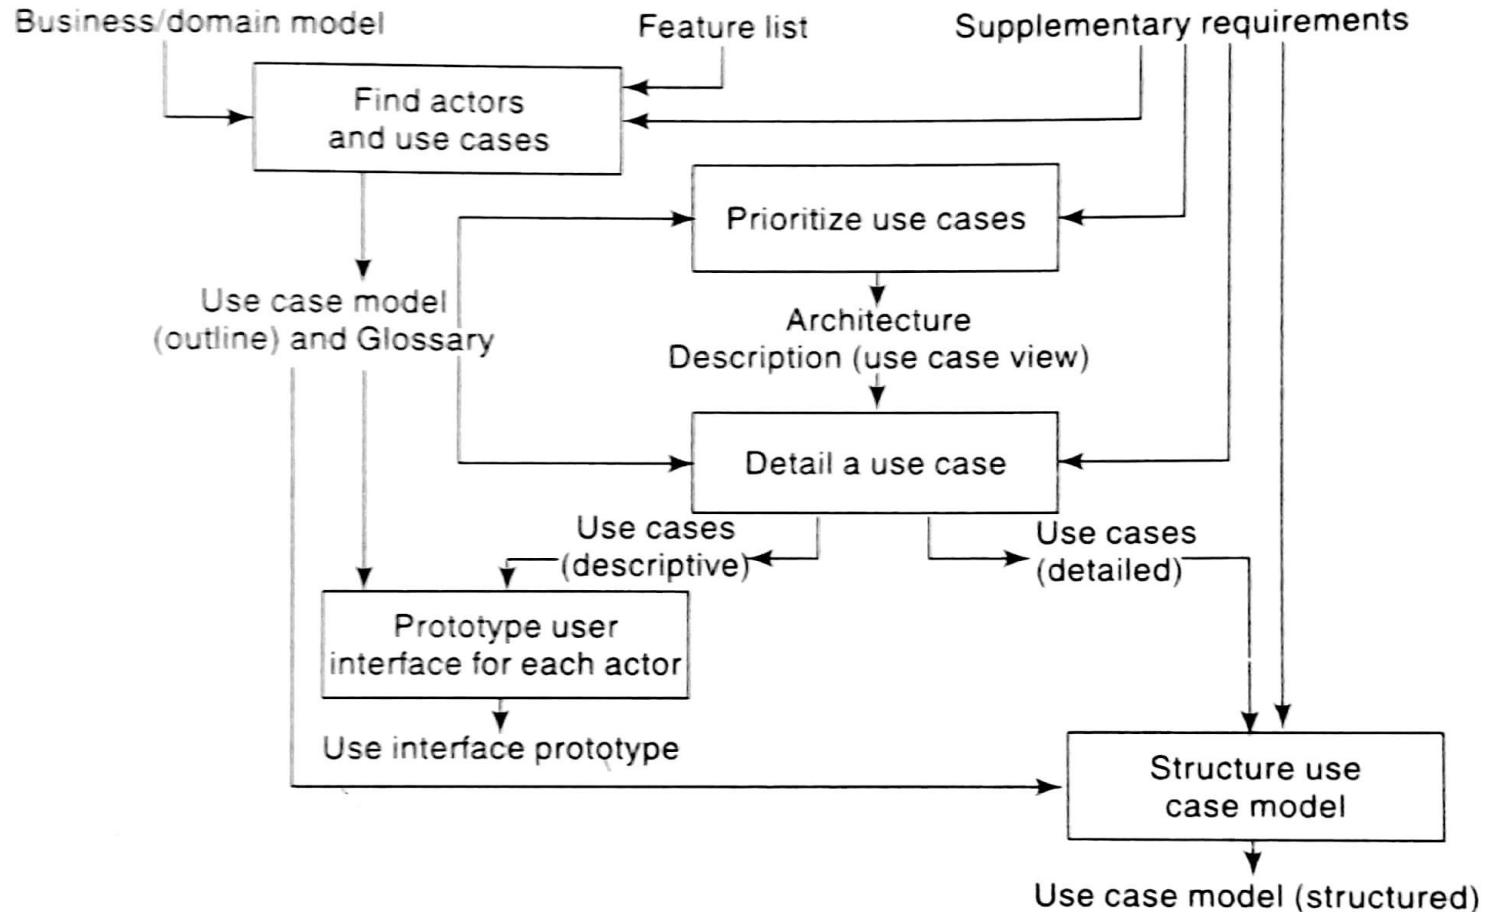 Business/domain model
Feature list
Supplementary requirements
Find actors
and use cases
Prioritize use cases
Use case model
(outline) and Glossary
Architecture
Description (use case view)
Detail a use case
Use cases
(descriptive)
Use cases
(detailed)
Prototype user
interface for each actor
Use interface prototype
Structure use
case model
Use case model (structured)